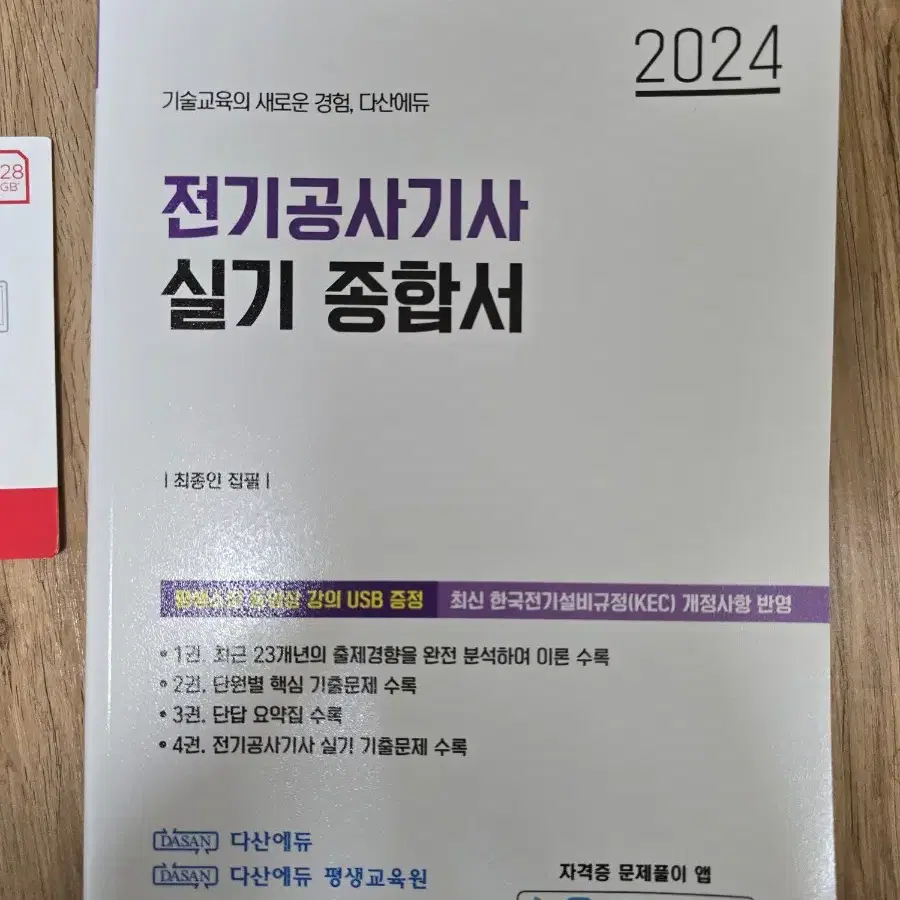 2024
기술교육의 새로운 경험, 다산에듀
28
GB
전기공사기사
실기 종합서
| 최종인 집필 |
동영상 강의 USB 증정
최신 한국전기설비규정(KEC) 개정사항 반영
• 1권. 최근 23개년의 출제경향을 완전 분석하여 이론 수록
• 2권. 단원별 핵심 기출문제 수록
• 3권. 단답 요약집 수록
• 4권. 전기공사기사 실기 기출문제 수록
DASAN 다산에듀
DASAN 다산에듀 평생교육원
자격증 문제풀이 앱